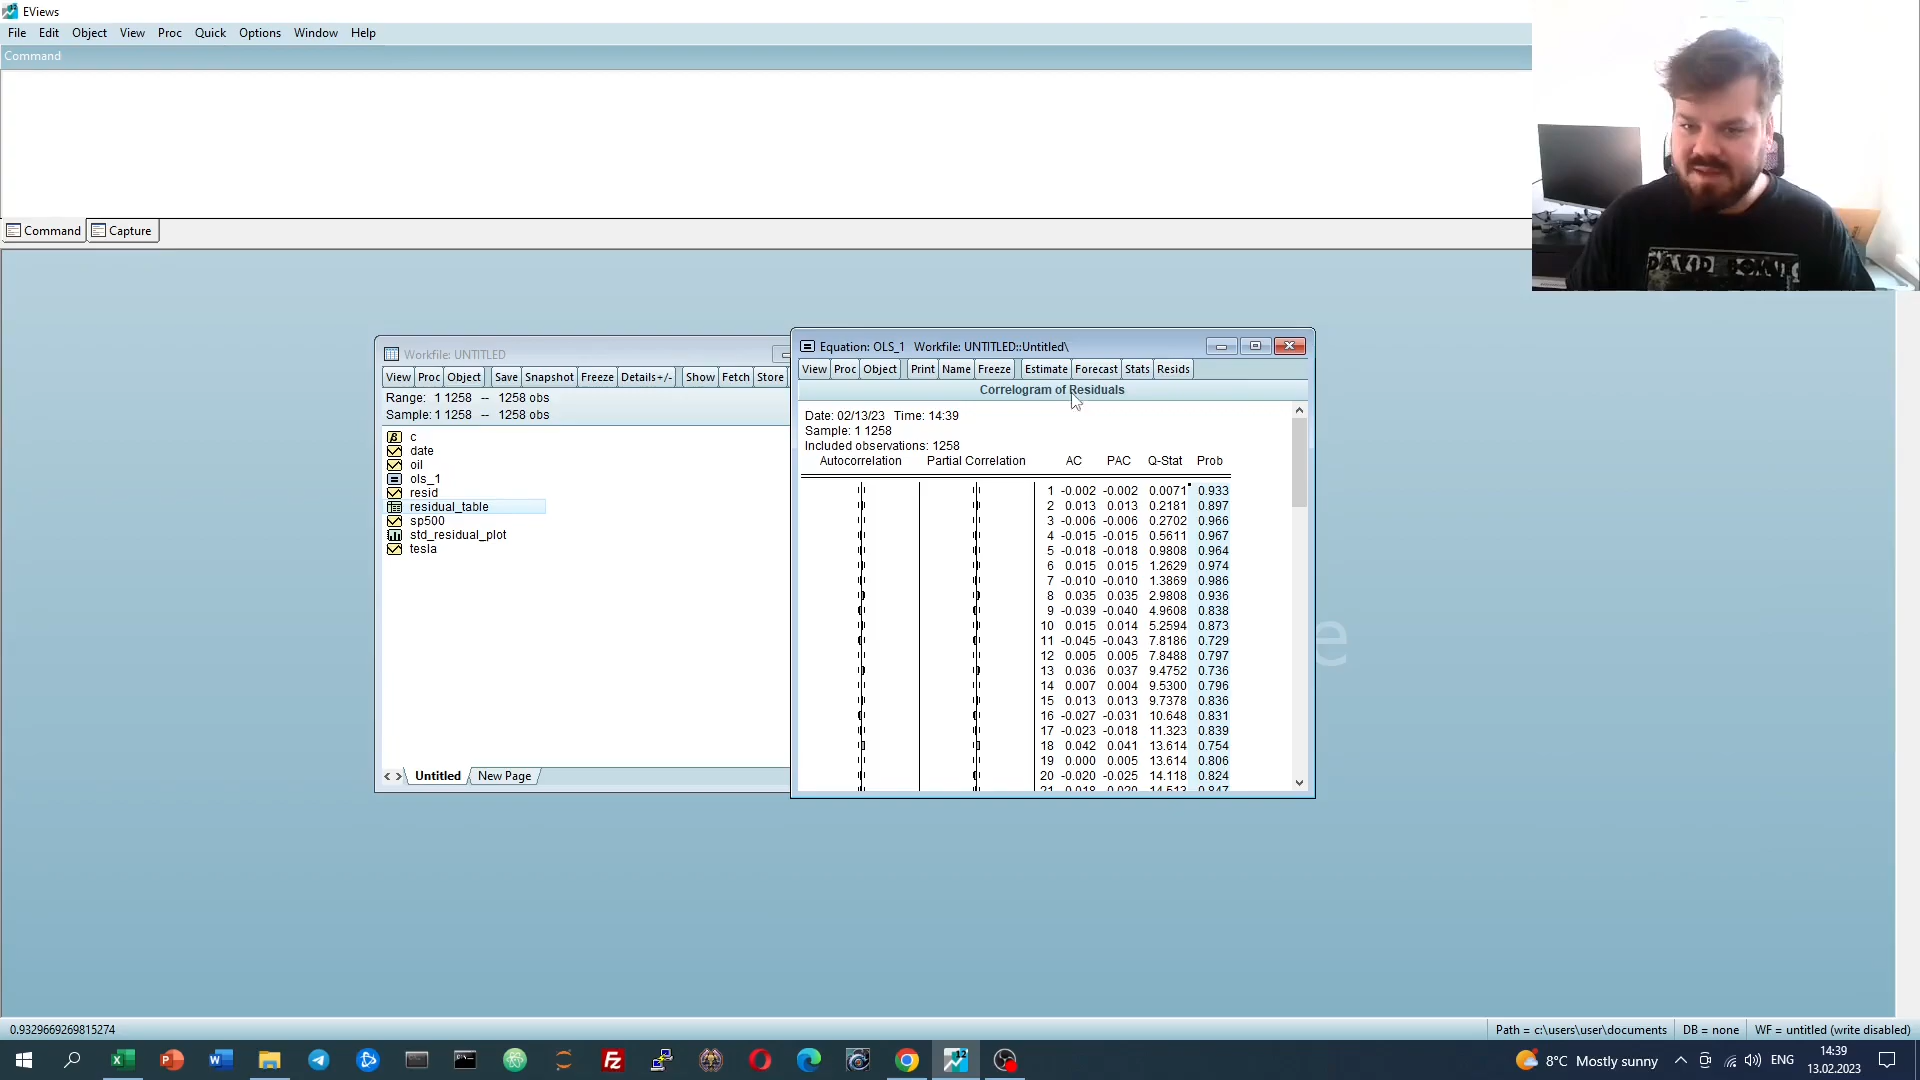 EViews
File Edit Object View Proc Quick Options Window Help
Command
Command Capture
Workfile: UNTITLED
View Proc Object Save Snapshot Freeze Details+/- Show Fetch Store
Range: 1 1258 -- 1258 obs
Sample: 1 1258 -- 1258 obs
c
date
oil
ols_1
resid
residual_table
sp500
std_residual_plot
tesla
Untitled New Page
Equation: OLS_1 Workfile: UNTITLED::Untitled\
View Proc Object Print Name Freeze Estimate Forecast Stats Resids
Correlogram of Residuals
Date: 02/13/23 Time: 14:39
Sample: 1 1258
Included observations: 1258
Autocorrelation Partial Correlation AC PAC Q-Stat Prob
1 -0.002 -0.002 0.0071 0.933
2 0.013 0.013 0.2181 0.897
3 -0.006 -0.006 0.2702 0.966
4 -0.015 -0.015 0.5611 0.967
5 -0.018 -0.018 0.9808 0.964
6 0.015 0.015 1.2629 0.974
7 -0.010 -0.010 1.3869 0.986
8 0.035 0.035 2.9808 0.936
9 -0.039 -0.040 4.9608 0.838
10 0.015 0.014 5.2594 0.873
11 -0.045 -0.043 7.8186 0.729
12 0.005 0.005 7.8488 0.797
13 0.036 0.037 9.4752 0.736
14 0.007 0.004 9.5300 0.796
15 0.013 0.013 9.7378 0.836
16 -0.027 -0.031 10.648 0.831
17 -0.023 -0.018 11.323 0.839
18 0.042 0.041 13.614 0.754
19 0.000 0.005 13.614 0.806
20 -0.020 -0.025 14.118 0.824
e
0.9329669269815274
Path = c:\users\user\documents DB = none WF = untitled (write disabled)
8°C Mostly sunny ENG 14:39
13.02.2023